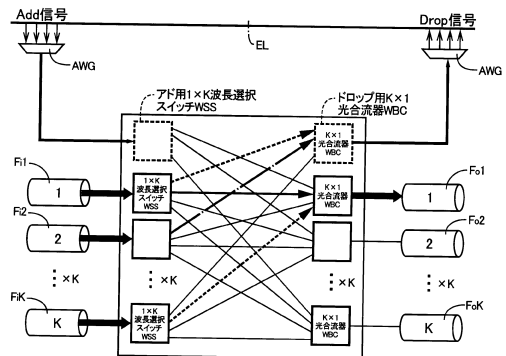 Add信号
Drop信号
EL
AWG
AWG
アド用1×K波長選択
スイッチWSS
ドロップ用K×1
光合流器WBC
K×1
光合流器
WBC
Fi1
1
1×K
波長選択
スイッチ
WSS
K×1
光合流器
WBC
Fo1
1
Fi2
2
Fo2
2
⋮×K
⋮×K
⋮×K
⋮×K
FiK
K
1×K
波長選択
スイッチ
WSS
K×1
光合流器
WBC
FoK
K